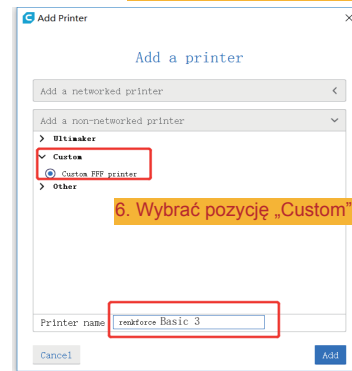 Add Printer
Add a printer
Add a networked printer
Add a non-networked printer
Ultimaker
Custom
Custom FFF printer
Other
6. Wybrać pozycję „Custom”
Printer name renkforce Basic 3
Cancel Add